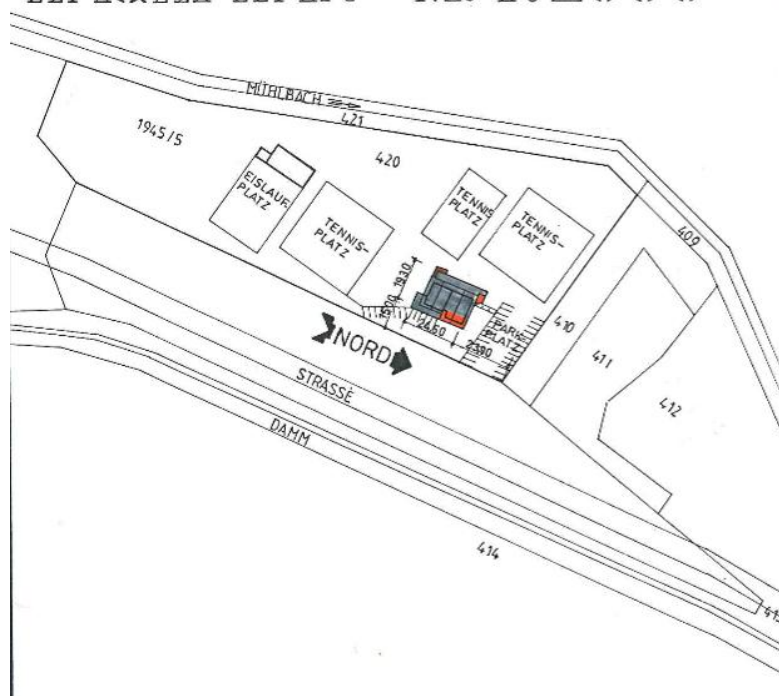 MÜHLBACH
421
1945/5
420
EISLAUF
PLATZ
TENNIS-
PLATZ
TENNIS
PLATZ
TENNIS-
PLATZ
409
1930
1500
2460
2390
PARK-
PLATZ
410
411
412
NORD
STRASSE
DAMM
414